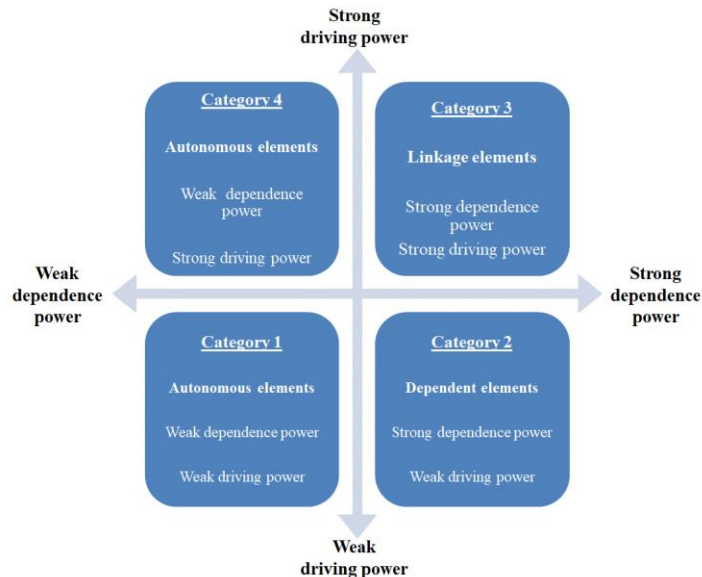 Strong
driving power
Category 4
Autonomous elements
Weak dependence
power
Strong driving power
Category 3
Linkage elements
Strong dependence
power
Strong driving power
Weak
dependence
power
Strong
dependence
power
Category 1
Autonomous elements
Weak dependence power
Weak driving power
Category 2
Dependent elements
Strong dependence power
Weak driving power
Weak
driving power